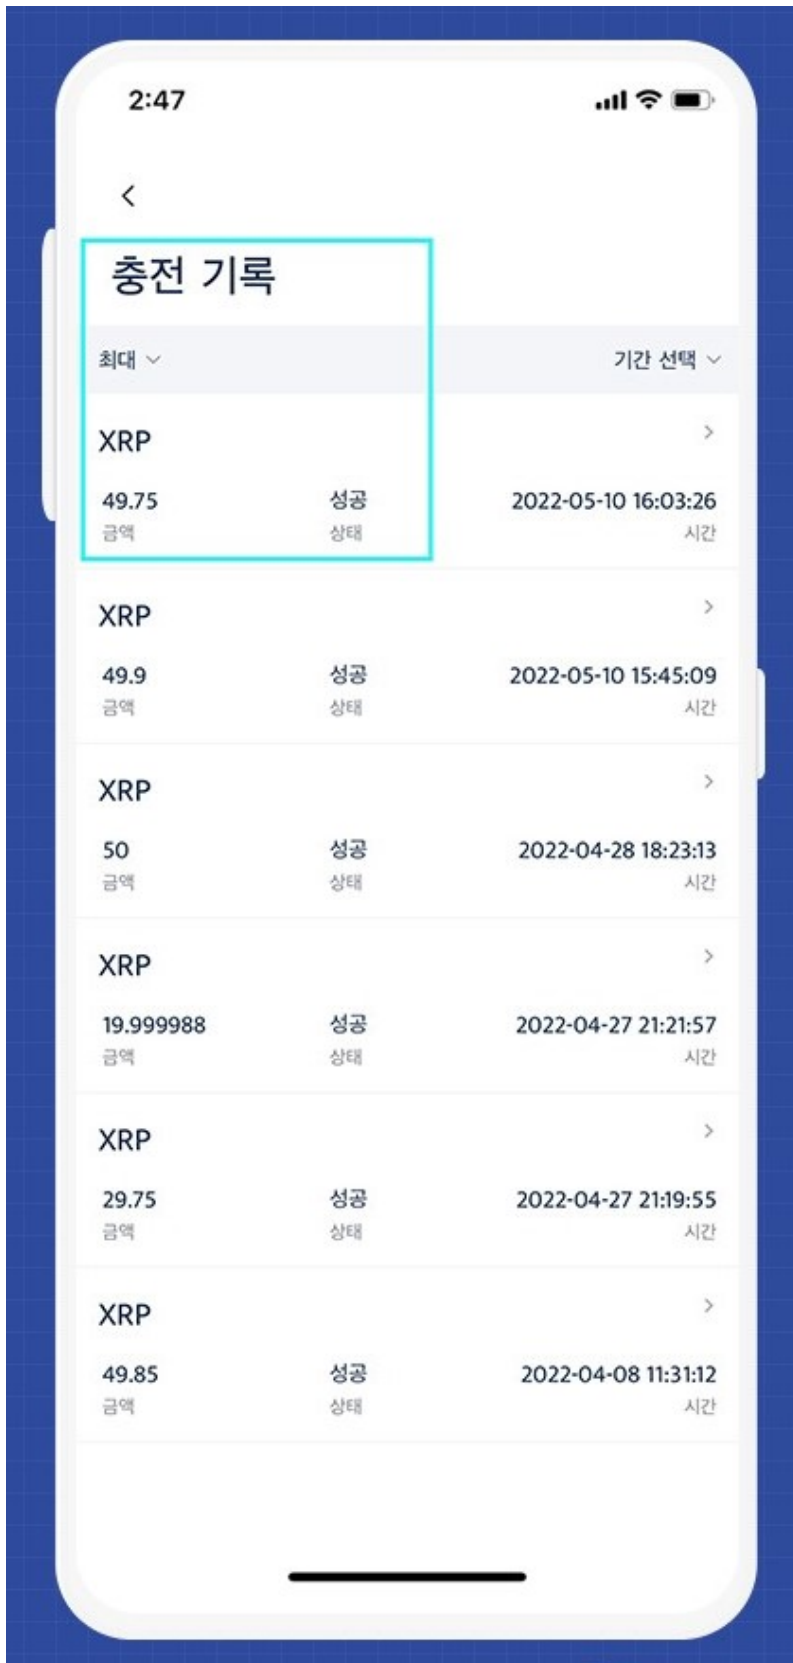 2:47
충전 기록
최대 기간 선택
XRP
49.75 성공 2022-05-10 16:03:26
금액 상태 시간
XRP
49.9 성공 2022-05-10 15:45:09
금액 상태 시간
XRP
50 성공 2022-04-28 18:23:13
금액 상태 시간
XRP
19.999988 성공 2022-04-27 21:21:57
금액 상태 시간
XRP
29.75 성공 2022-04-27 21:19:55
금액 상태 시간
XRP
49.85 성공 2022-04-08 11:31:12
금액 상태 시간